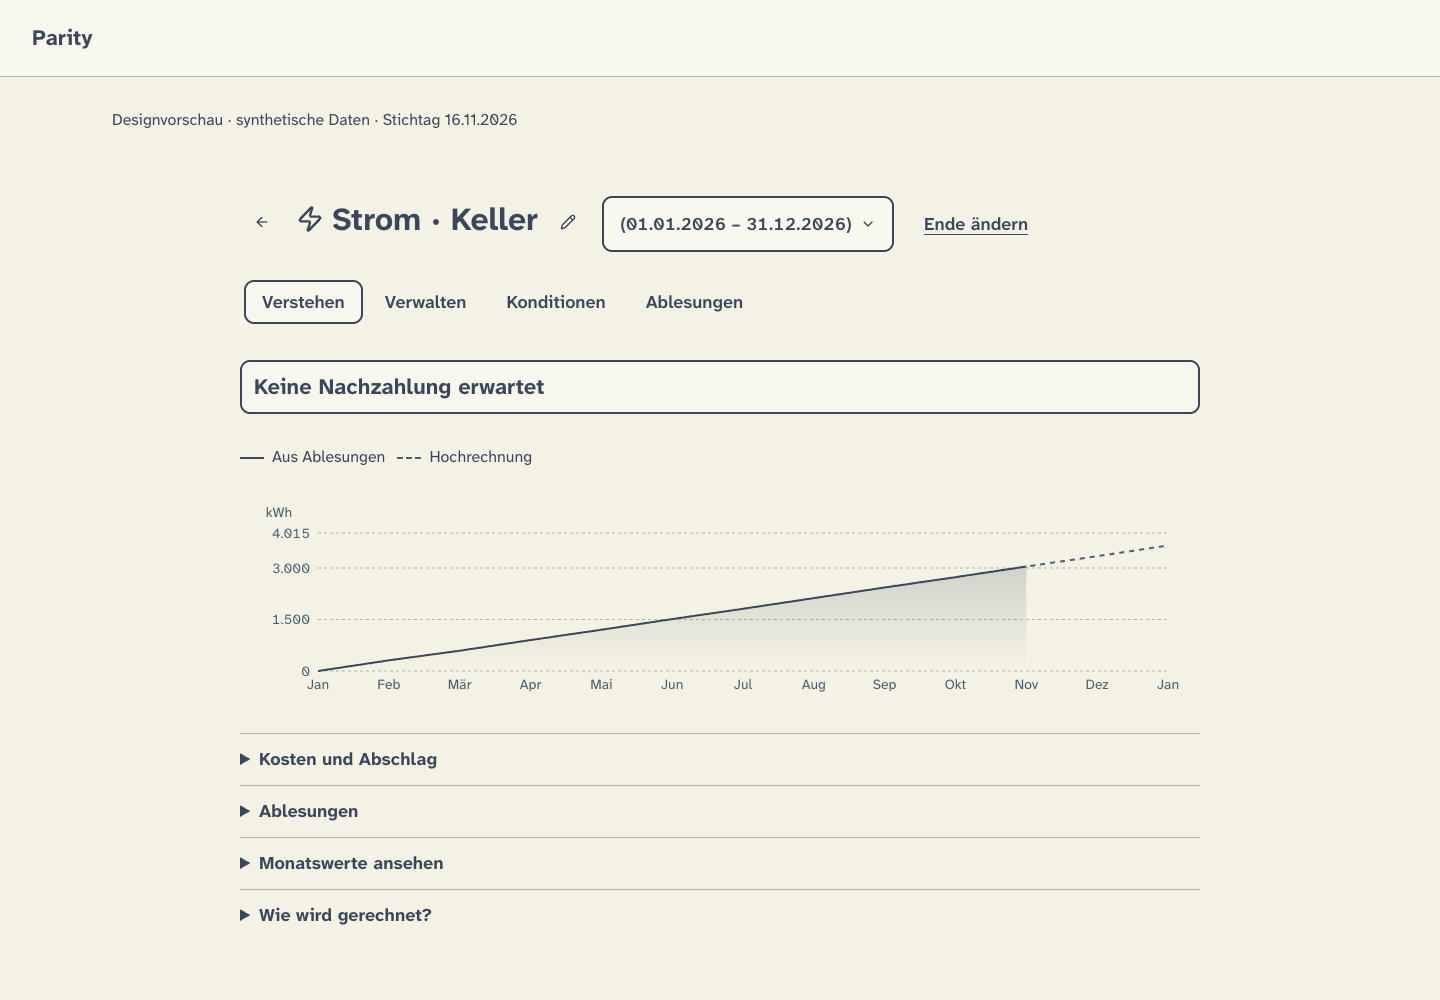 Parity
Designvorschau · synthetische Daten · Stichtag 16.11.2026
Strom · Keller
(01.01.2026 – 31.12.2026)
Ende ändern
Verstehen
Verwalten
Konditionen
Ablesungen
Keine Nachzahlung erwartet
Aus Ablesungen
Hochrechnung
kWh
4.015
3.000
1.500
0
Jan Feb Mär Apr Mai Jun Jul Aug Sep Okt Nov Dez Jan
Kosten und Abschlag
Ablesungen
Monatswerte ansehen
Wie wird gerechnet?